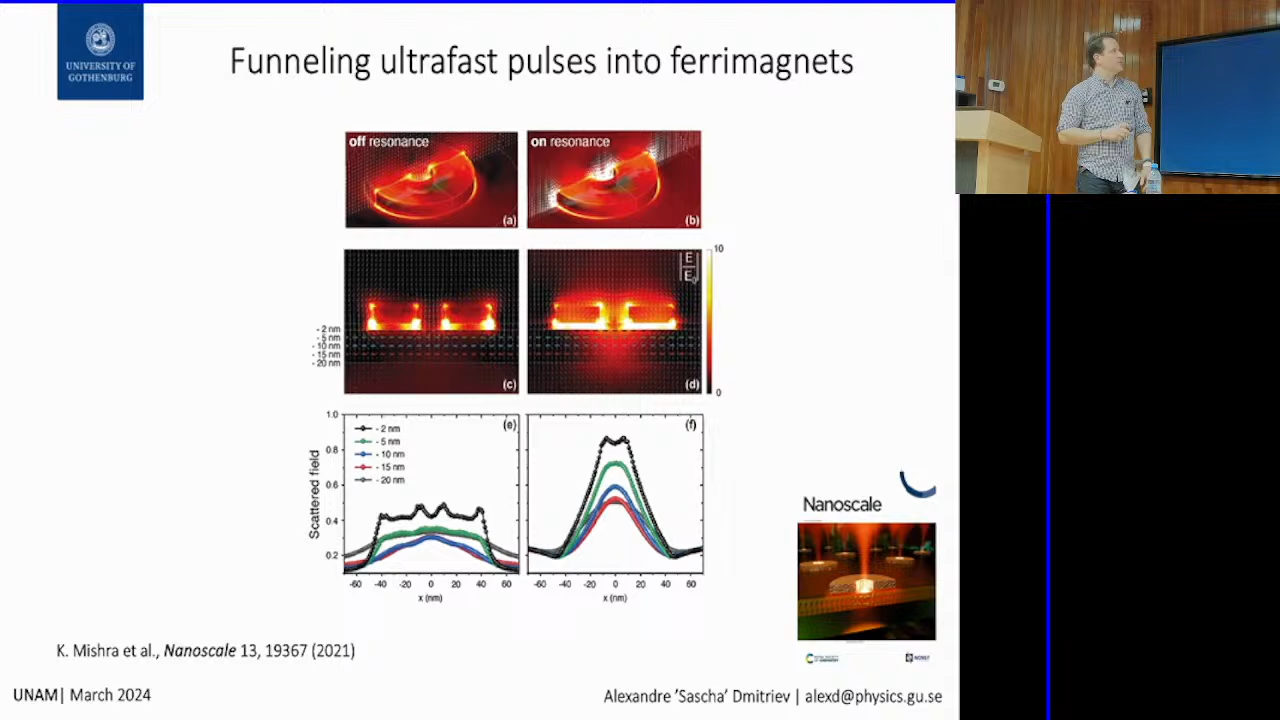 UNIVERSITY OF
GOTHENBURG
Funneling ultrafast pulses into ferrimagnets
off resonance
(a)
on resonance
(b)
- 2 nm
- 5 nm
- 10 nm
- 15 nm
- 20 nm
(c)
E
E0
(d)
10
0
Scattered field
1.0
0.8
0.6
0.4
0.2
- 2 nm
- 5 nm
- 10 nm
- 15 nm
- 20 nm
(e)
(f)
-60 -40 -20 0 20 40 60
-60 -40 -20 0 20 40 60
x (nm)
x (nm)
Nanoscale
K. Mishra et al., Nanoscale 13, 19367 (2021)
UNAM| March 2024
Alexandre ’Sascha’ Dmitriev | alexd@physics.gu.se